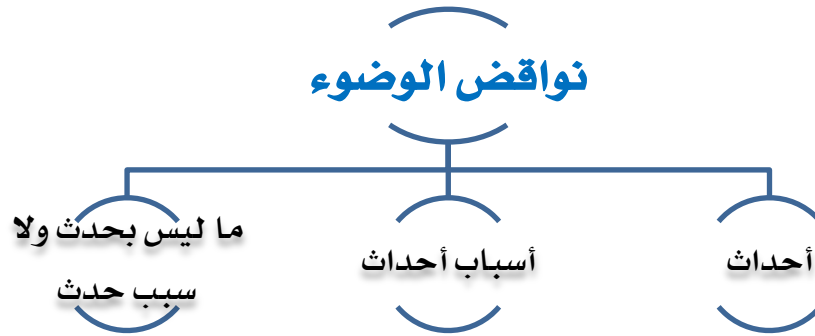 نواقض الوضوء
أحداث
أسباب أحداث
ما ليس بحدث ولا
سبب حدث